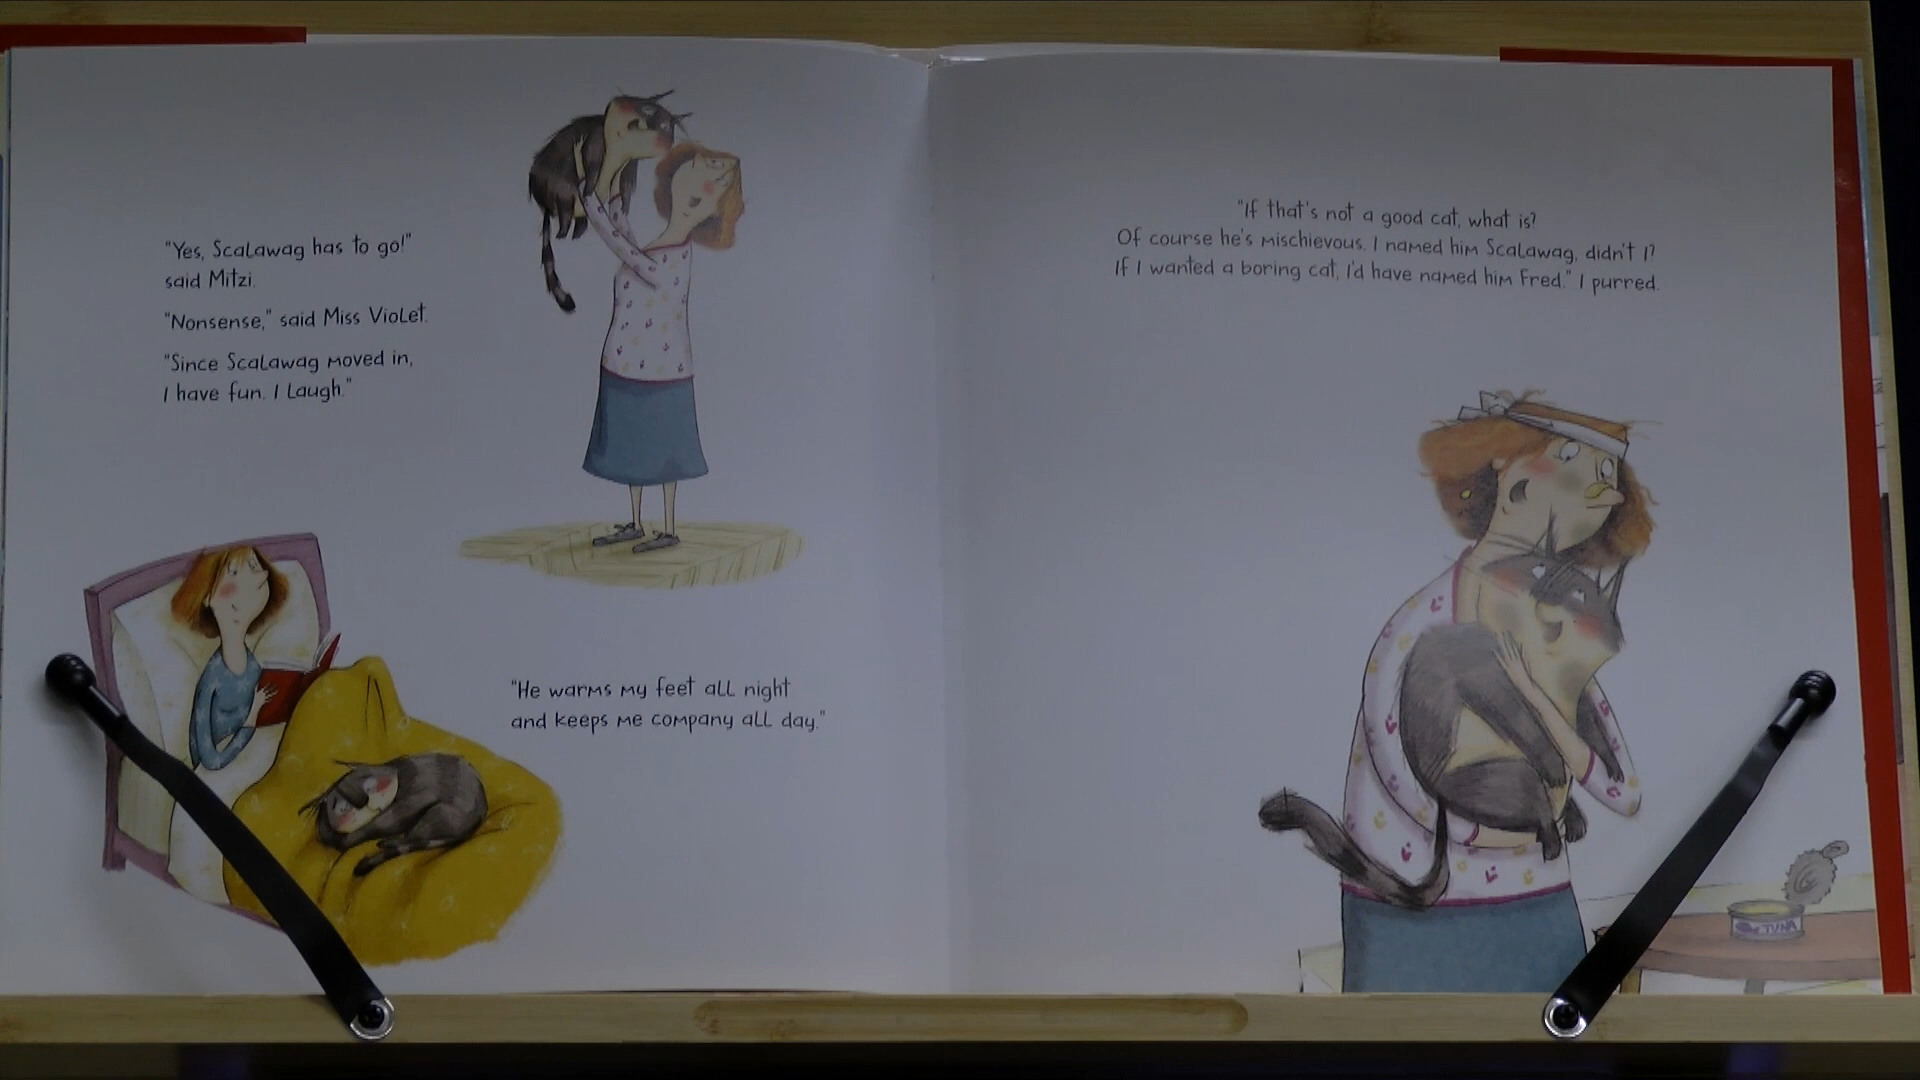 "Yes, Scalawag has to go!"
said Mitzi.
"Nonsense," said Miss Violet.
"Since Scalawag moved in,
I have fun. I laugh."
"He warms my feet all night
and keeps me company all day."
"If that's not a good cat, what is?
Of course he's mischievous. I named him Scalawag, didn't I?
If I wanted a boring cat, I'd have named him Fred." I purred.
TUNA